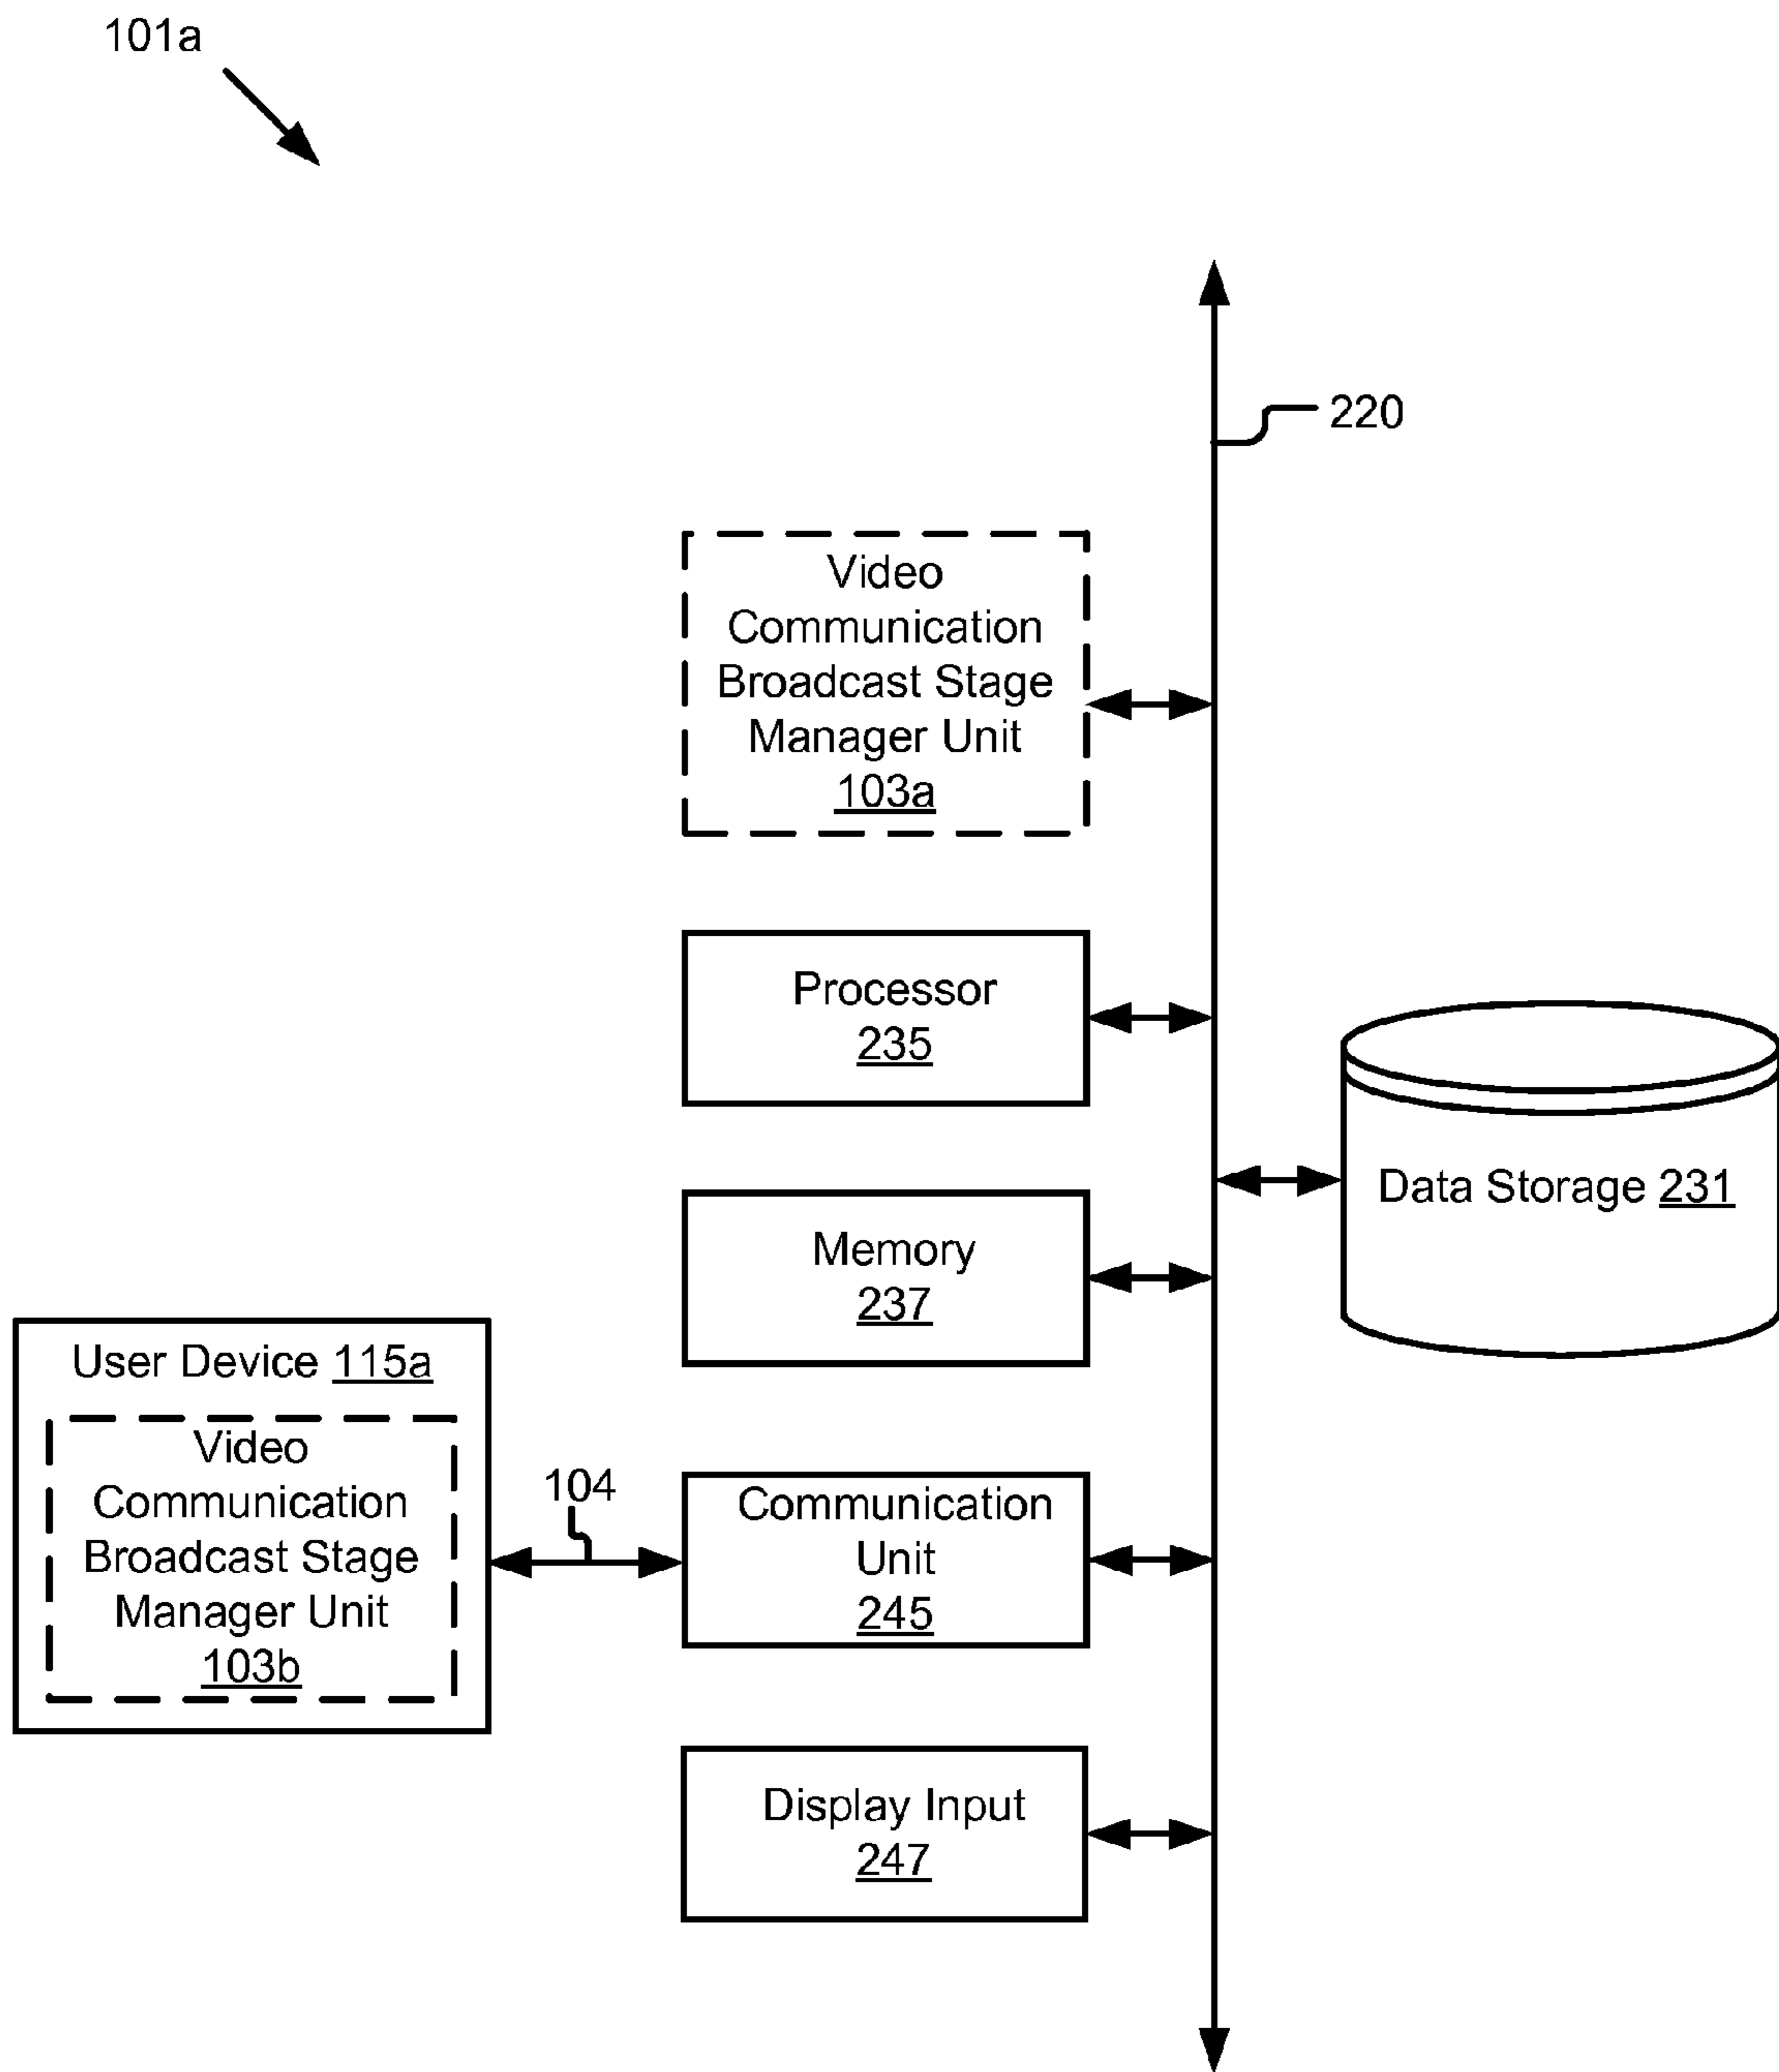 101a
220
Video
Communication
Broadcast Stage
Manager Unit
103a
Processor
235
Data Storage 231
Memory
237
User Device 115a
Video
Communication
Broadcast Stage
Manager Unit
103b
104
Communication
Unit
245
Display Input
247